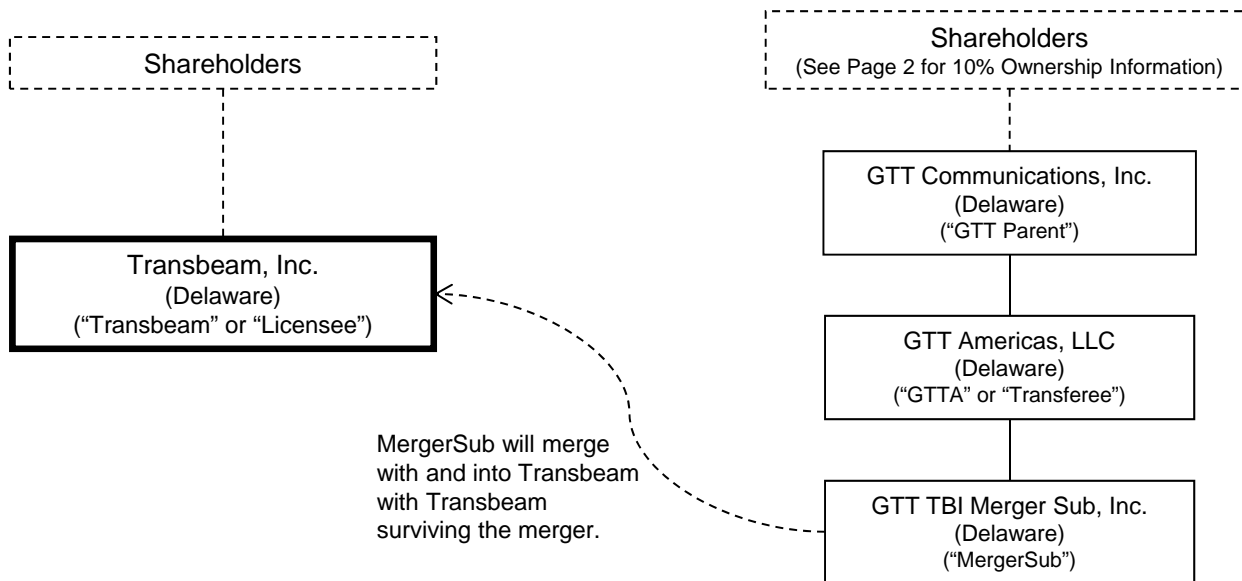 Shareholders
Shareholders
(See Page 2 for 10% Ownership Information)
GTT Communications, Inc.
(Delaware)
(“GTT Parent”)
Transbeam, Inc.
(Delaware)
(“Transbeam” or “Licensee”)
GTT Americas, LLC
(Delaware)
(“GTTA” or “Transferee”)
MergerSub will merge
with and into Transbeam
with Transbeam
surviving the merger.
GTT TBI Merger Sub, Inc.
(Delaware)
(“MergerSub”)